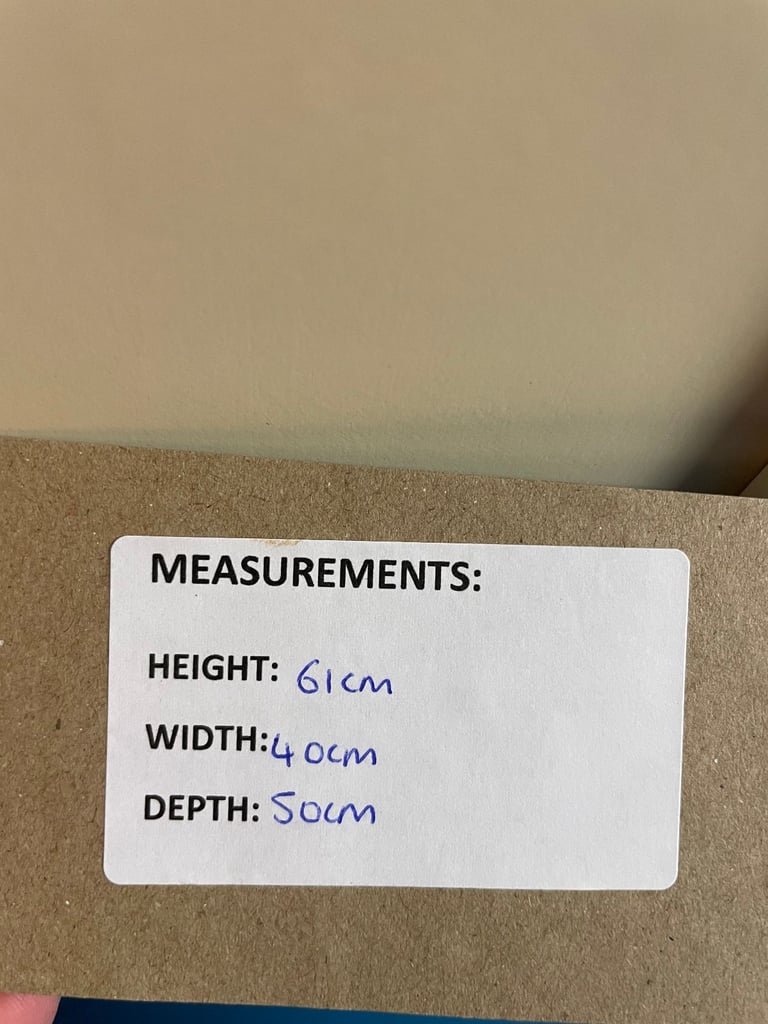 MEASUREMENTS:
HEIGHT: 61cm
WIDTH: 40cm
DEPTH: 50cm